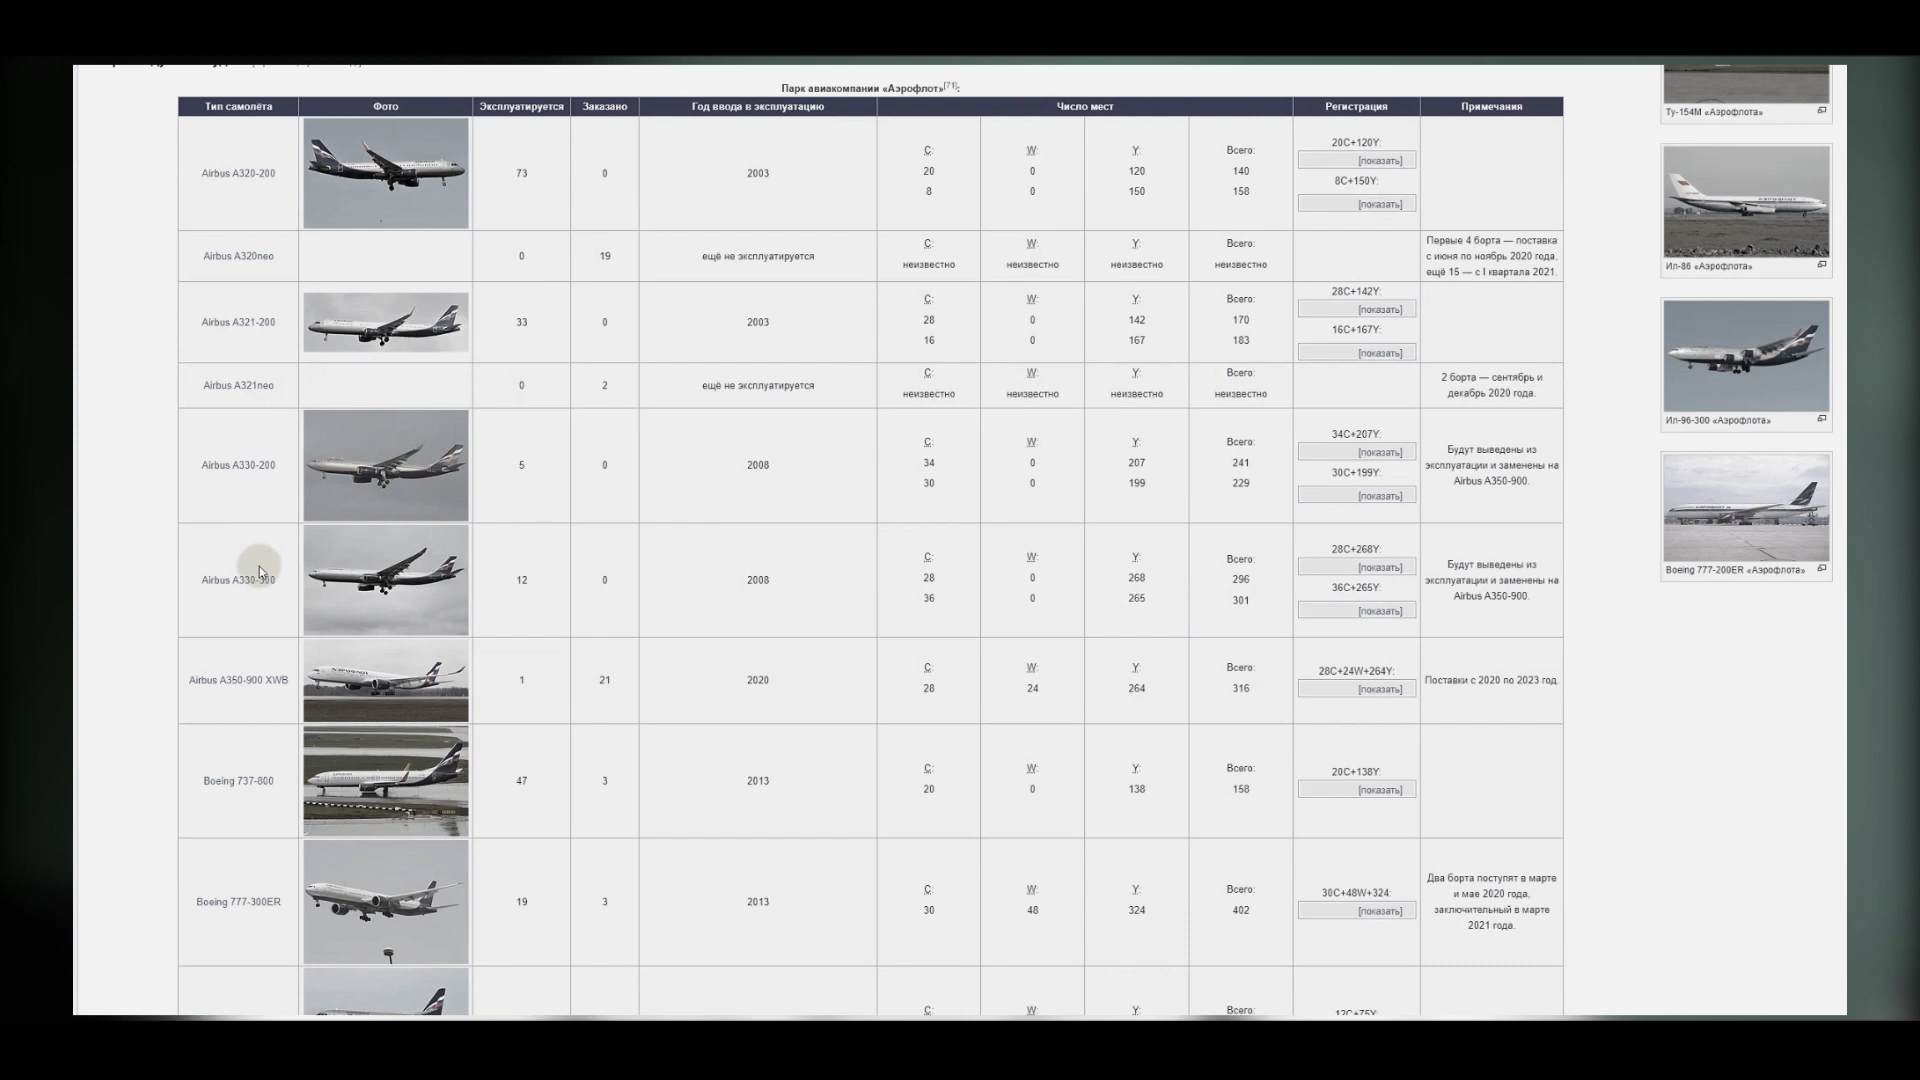 Парк авиакомпании «Аэрофлот»[71]:
Тип самолёта Фото Эксплуатируется Заказано Год ввода в эксплуатацию Число мест Регистрация Примечания
Airbus A320-200 73 0 2003
C: W: Y: Всего:
20 0 120 140
8 0 150 158
20C+120Y:
[показать]
8C+150Y:
[показать]
Airbus A320neo 0 19 ещё не эксплуатируется
C: W: Y: Всего:
неизвестно неизвестно неизвестно неизвестно
Первые 4 борта — поставка
с июня по ноябрь 2020 года,
ещё 15 — с I квартала 2021.
Airbus A321-200 33 0 2003
C: W: Y: Всего:
28 0 142 170
16 0 167 183
28C+142Y:
[показать]
16C+167Y:
[показать]
Airbus A321neo 0 2 ещё не эксплуатируется
C: W: Y: Всего:
неизвестно неизвестно неизвестно неизвестно
2 борта — сентябрь и
декабрь 2020 года.
Airbus A330-200 5 0 2008
C: W: Y: Всего:
34 0 207 241
30 0 199 229
34C+207Y:
[показать]
30C+199Y:
[показать]
Будут выведены из
эксплуатации и заменены на
Airbus A350-900.
Airbus A330-300 12 0 2008
C: W: Y: Всего:
28 0 268 296
36 0 265 301
28C+268Y:
[показать]
36C+265Y:
[показать]
Будут выведены из
эксплуатации и заменены на
Airbus A350-900.
Airbus A350-900 XWB 1 21 2020
C: W: Y: Всего:
28 24 264 316
28C+24W+264Y:
[показать]
Поставки с 2020 по 2023 год.
Boeing 737-800 47 3 2013
C: W: Y: Всего:
20 0 138 158
20C+138Y:
[показать]
Boeing 777-300ER 19 3 2013
C: W: Y: Всего:
30 48 324 402
30C+48W+324:
[показать]
Два борта поступят в марте
и мае 2020 года,
заключительный в марте
2021 года.
C: W: Y: Всего:
12C+75Y:
Ту-154М «Аэрофлота»
Ил-86 «Аэрофлота»
Ил-96-300 «Аэрофлота»
Boeing 777-200ER «Аэрофлота»